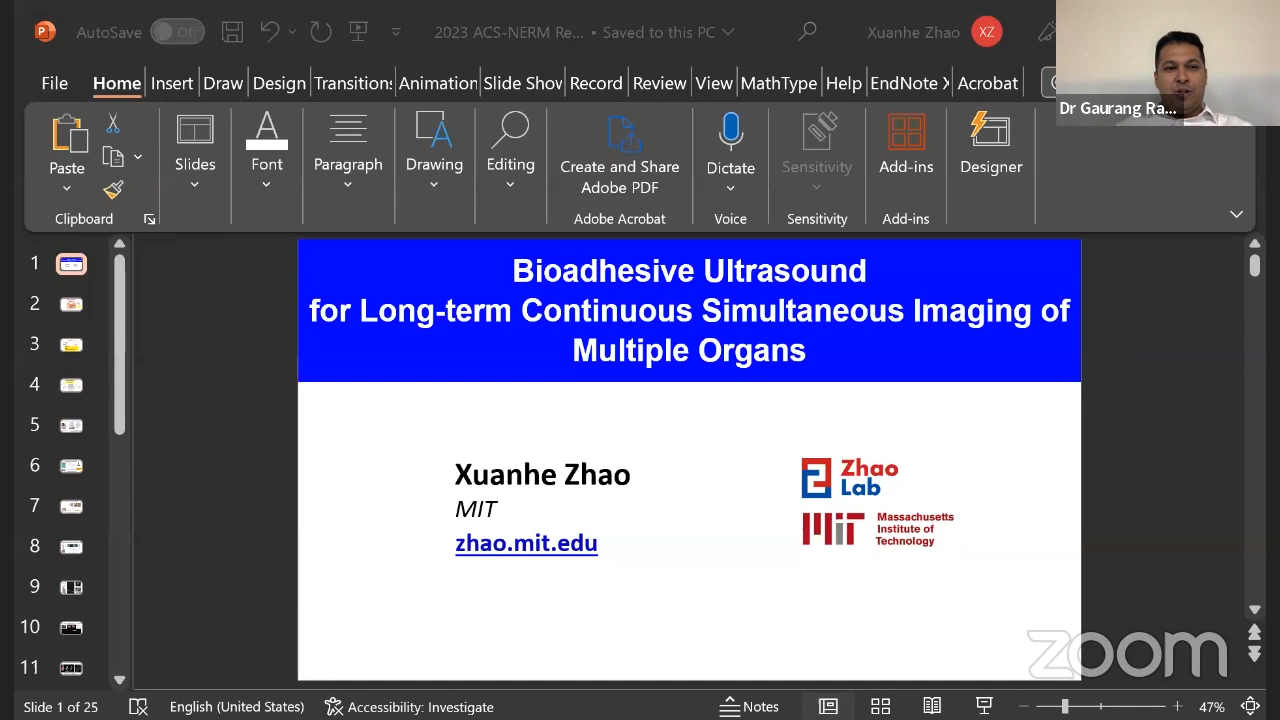 AutoSave Off 2023 ACS-NERM Re... • Saved to this PC Xuanhe Zhao XZ
File Home Insert Draw Design Transitions Animation Slide Show Record Review View MathType Help EndNote X Acrobat
Dr Gaurang Ra...
Paste Slides Font Paragraph Drawing Editing Create and Share Adobe PDF Dictate Sensitivity Add-ins Designer
Clipboard Adobe Acrobat Voice Sensitivity Add-ins
1
2
3
4
5
6
7
8
9
10
11
Bioadhesive Ultrasound
for Long-term Continuous Simultaneous Imaging of
Multiple Organs
Xuanhe Zhao
MIT
zhao.mit.edu
Zhao
Lab
MIT
Massachusetts
Institute of
Technology
zoom
Slide 1 of 25 English (United States) Accessibility: Investigate Notes 47%